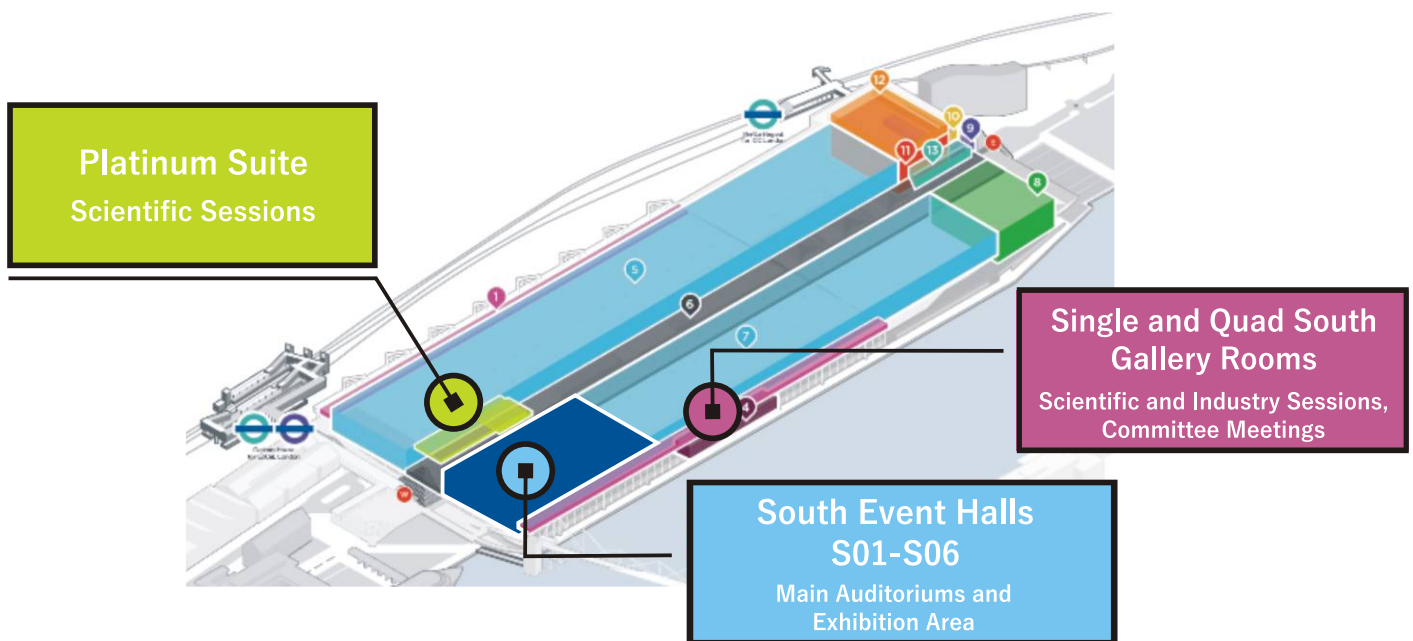 Platinum Suite
Scientific Sessions
12
10
9
11
13
E
8
5
1
6
7
4
Single and Quad South
Gallery Rooms
Scientific and Industry Sessions,
Committee Meetings
W
South Event Halls
S01-S06
Main Auditoriums and
Exhibition Area